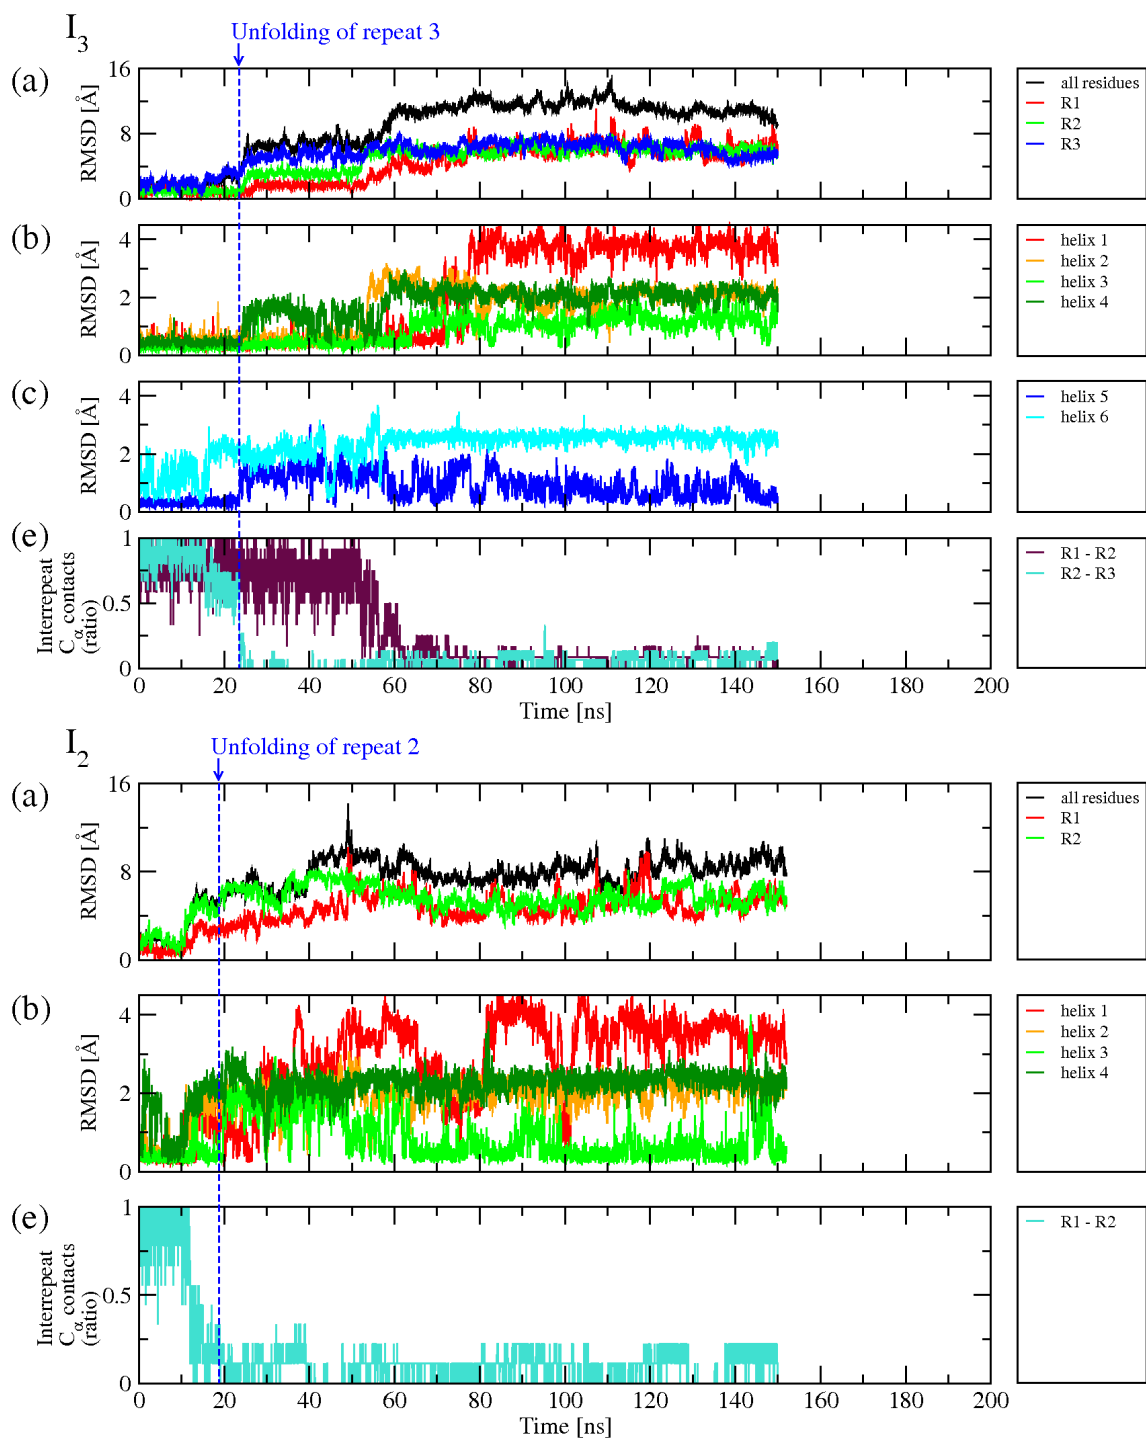 I3
Unfolding of repeat 3
(a)
16
8
0
RMSD [Å]
all residues
R1
R2
R3
(b)
4
2
0
RMSD [Å]
helix 1
helix 2
helix 3
helix 4
(c)
4
2
0
RMSD [Å]
helix 5
helix 6
(e)
1
0.5
0
Interrepeat
Cα contacts
(ratio)
R1 - R2
R2 - R3
0 20 40 60 80 100 120 140 160 180 200
Time [ns]
I2
Unfolding of repeat 2
(a)
16
8
0
RMSD [Å]
all residues
R1
R2
(b)
4
2
0
RMSD [Å]
helix 1
helix 2
helix 3
helix 4
(e)
1
0.5
0
Interrepeat
Cα contacts
(ratio)
R1 - R2
0 20 40 60 80 100 120 140 160 180 200
Time [ns]